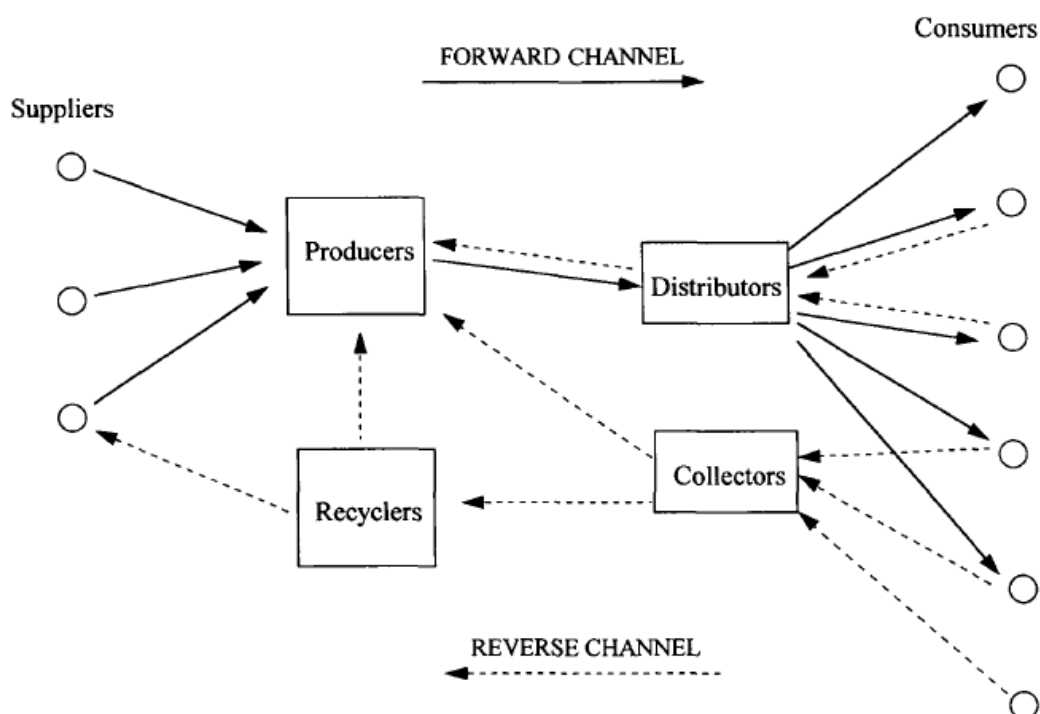 Consumers
FORWARD CHANNEL
Suppliers
Producers
Distributors
Collectors
Recyclers
REVERSE CHANNEL